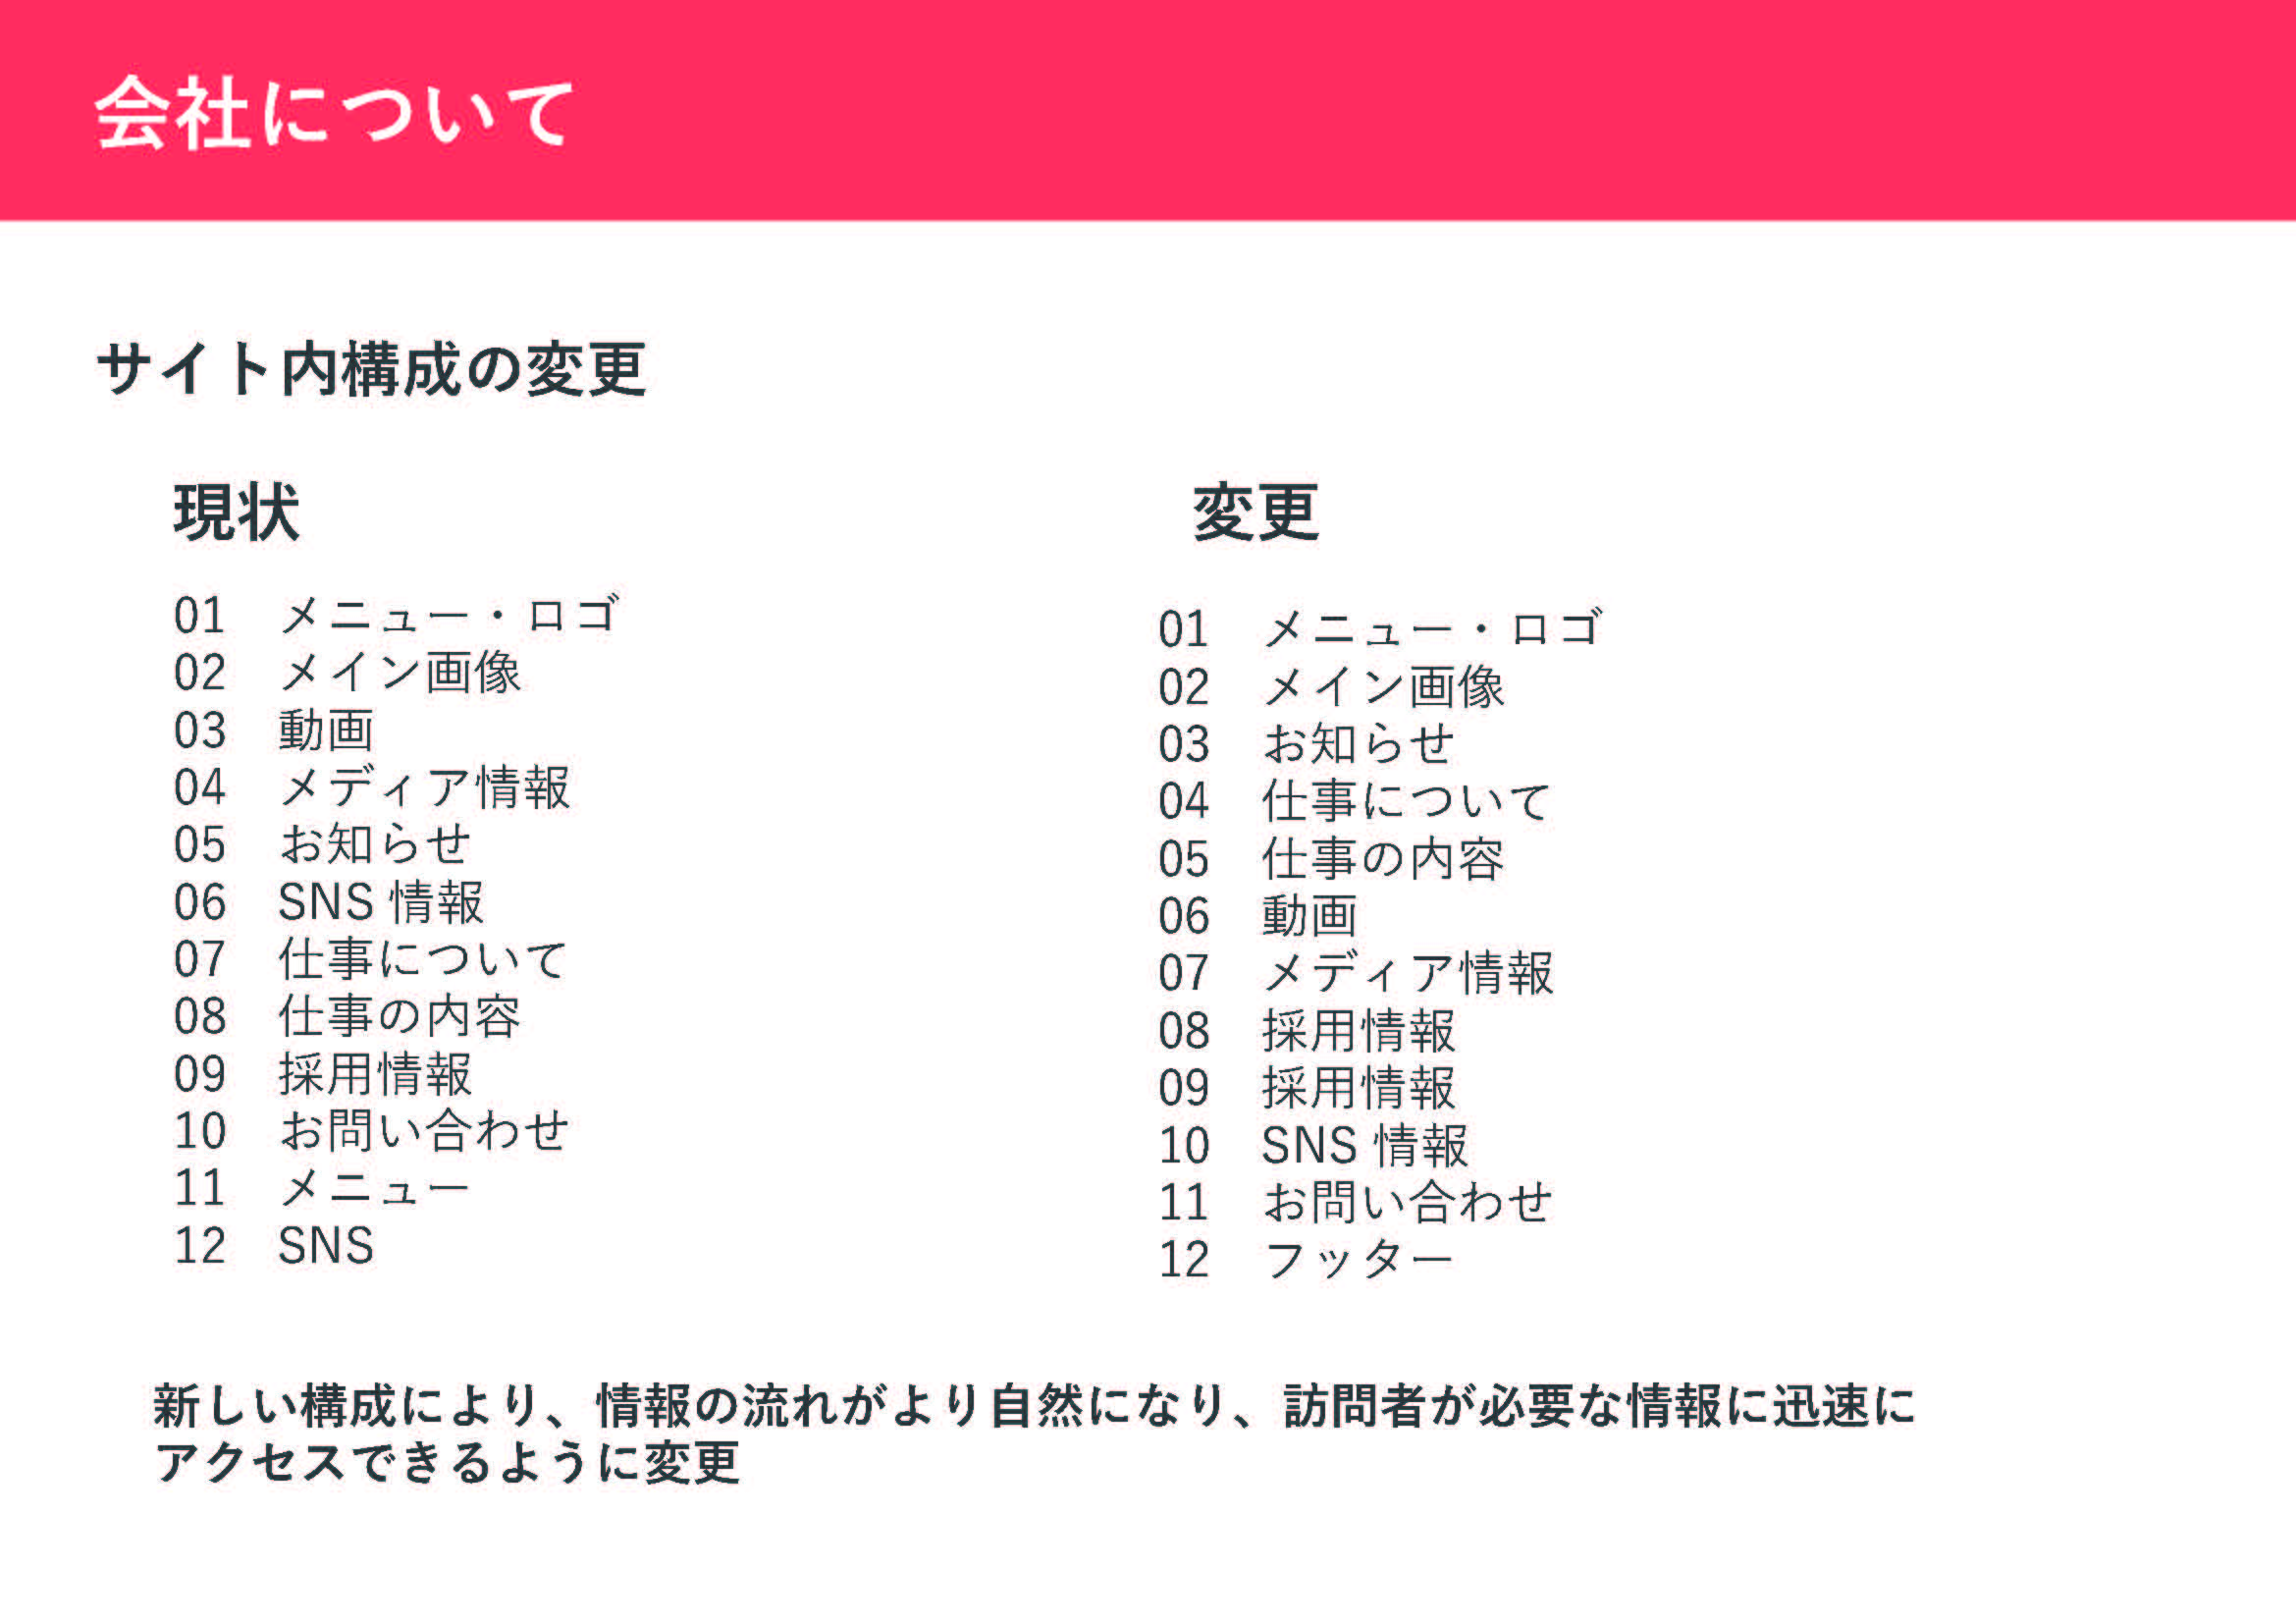 会社について
サイト内構成の変更
現状
01 メニュー・ロゴ
02 メイン画像
03 動画
04 メディア情報
05 お知らせ
06 SNS 情報
07 仕事について
08 仕事の内容
09 採用情報
10 お問い合わせ
11 メニュー
12 SNS
変更
01 メニュー・ロゴ
02 メイン画像
03 お知らせ
04 仕事について
05 仕事の内容
06 動画
07 メディア情報
08 採用情報
09 採用情報
10 SNS 情報
11 お問い合わせ
12 フッター
新しい構成により、情報の流れがより自然になり、訪問者が必要な情報に迅速に
アクセスできるように変更